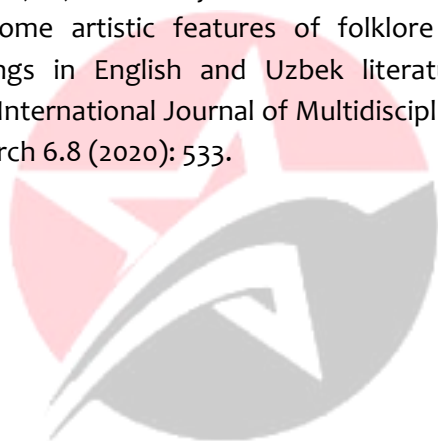 ome artistic features of folklore
ngs in English and Uzbek literat
International Journal of Multidiscipl
rch 6.8 (2020): 533.